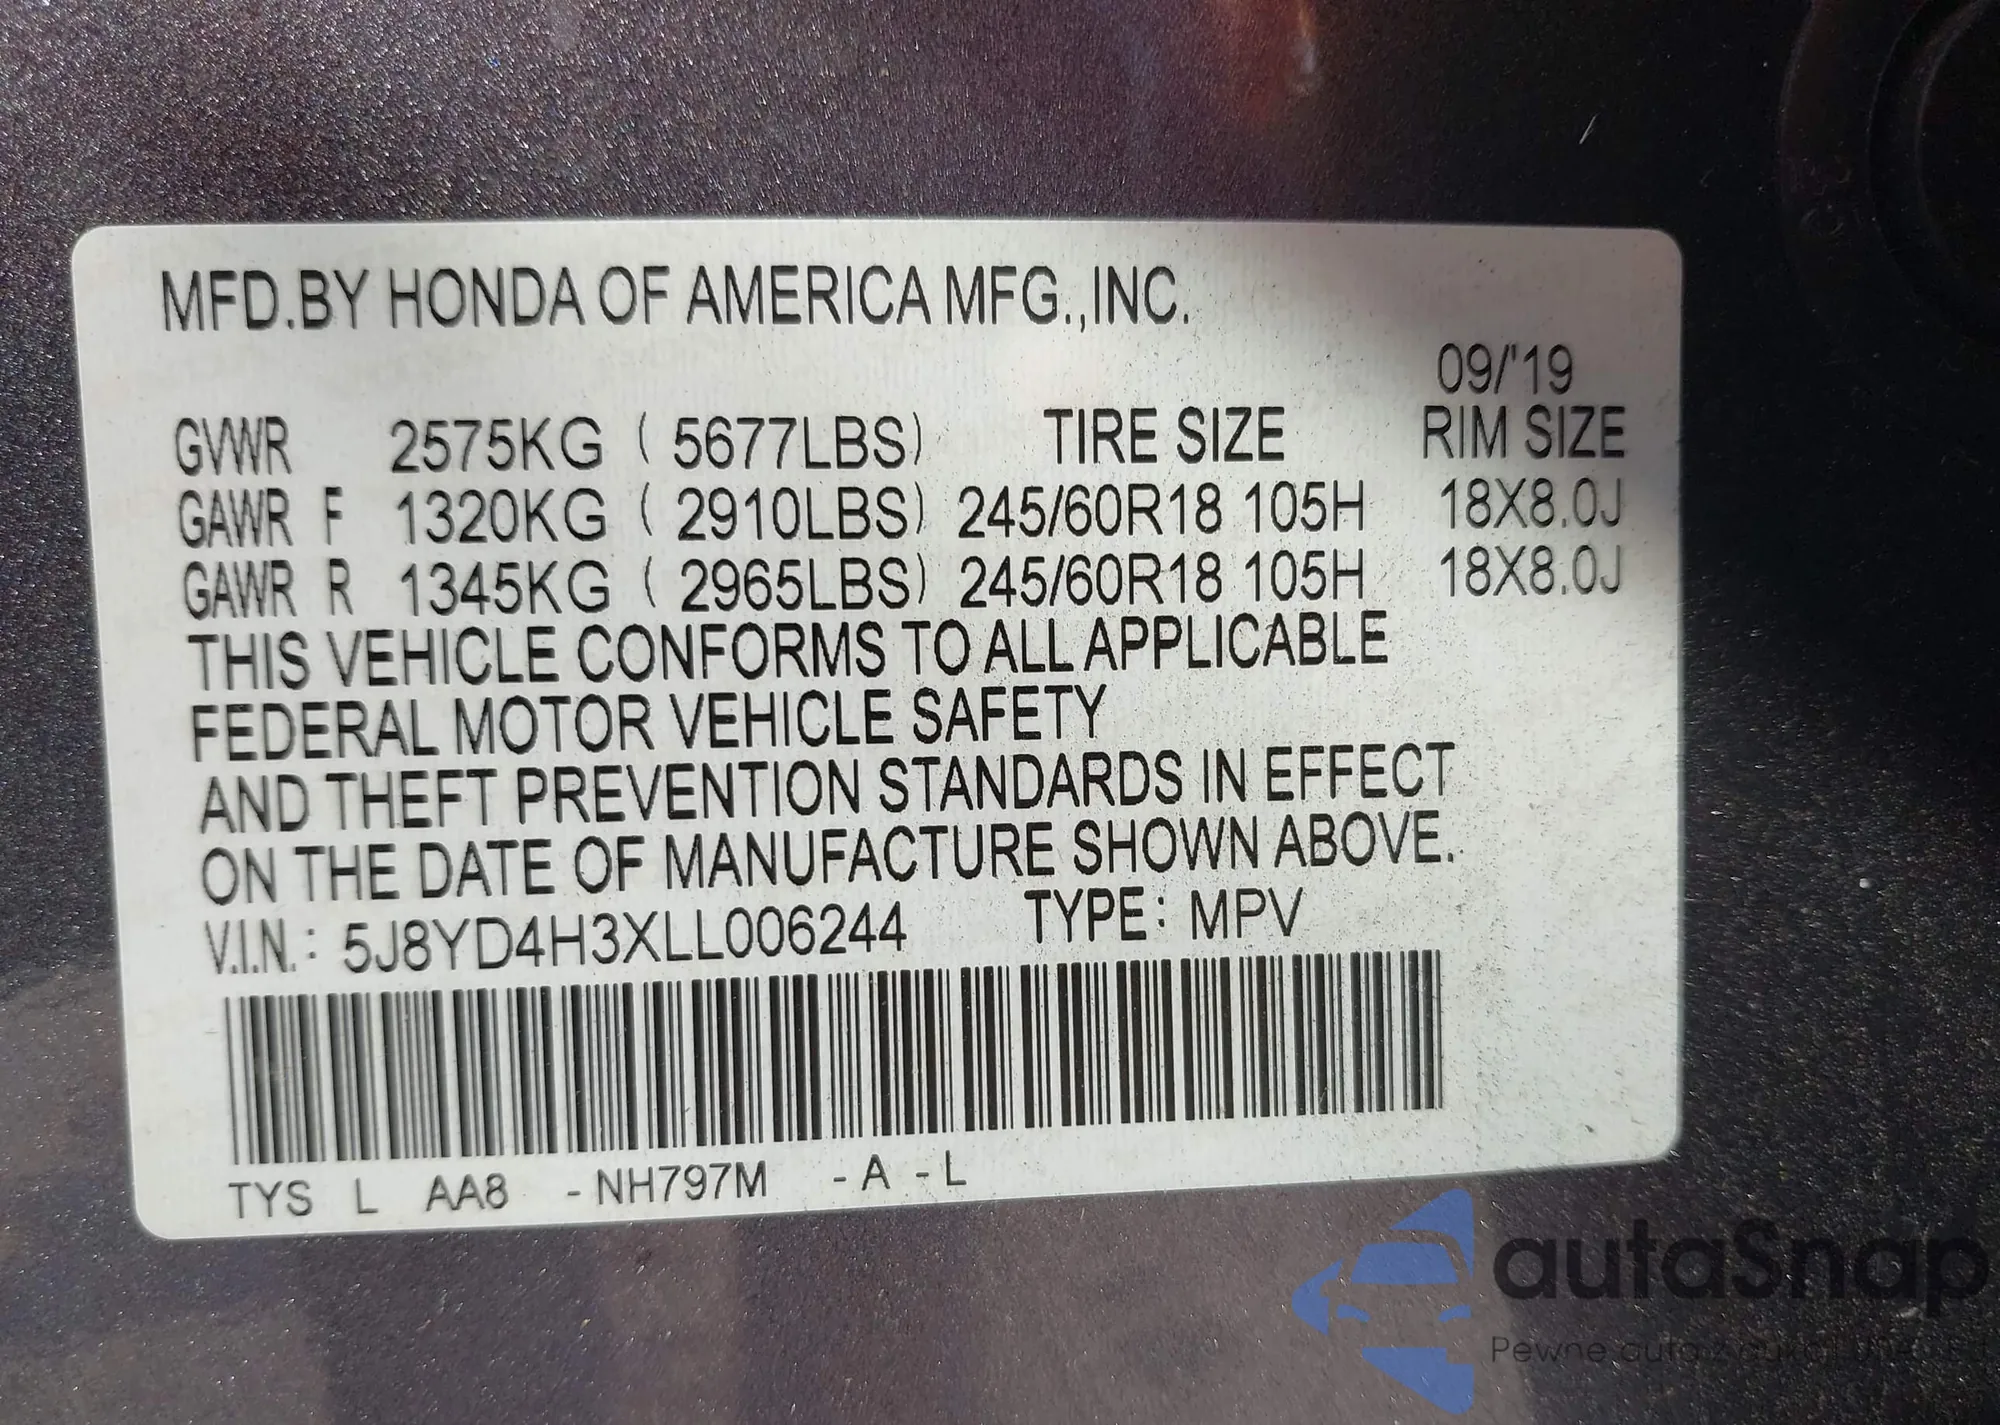 MFD.BY HONDA OF AMERICA MFG.,INC.
09/'19
GVWR 2575KG ( 5677LBS) TIRE SIZE RIM SIZE
GAWR F 1320KG ( 2910LBS) 245/60R18 105H 18X8.0J
GAWR R 1345KG ( 2965LBS) 245/60R18 105H 18X8.0J
THIS VEHICLE CONFORMS TO ALL APPLICABLE
FEDERAL MOTOR VEHICLE SAFETY
AND THEFT PREVENTION STANDARDS IN EFFECT
ON THE DATE OF MANUFACTURE SHOWN ABOVE.
V.I.N.: 5J8YD4H3XLL006244 TYPE: MPV
TYS L AA8 -NH797M -A -L
autaSnap
Pewne auta z aukcji